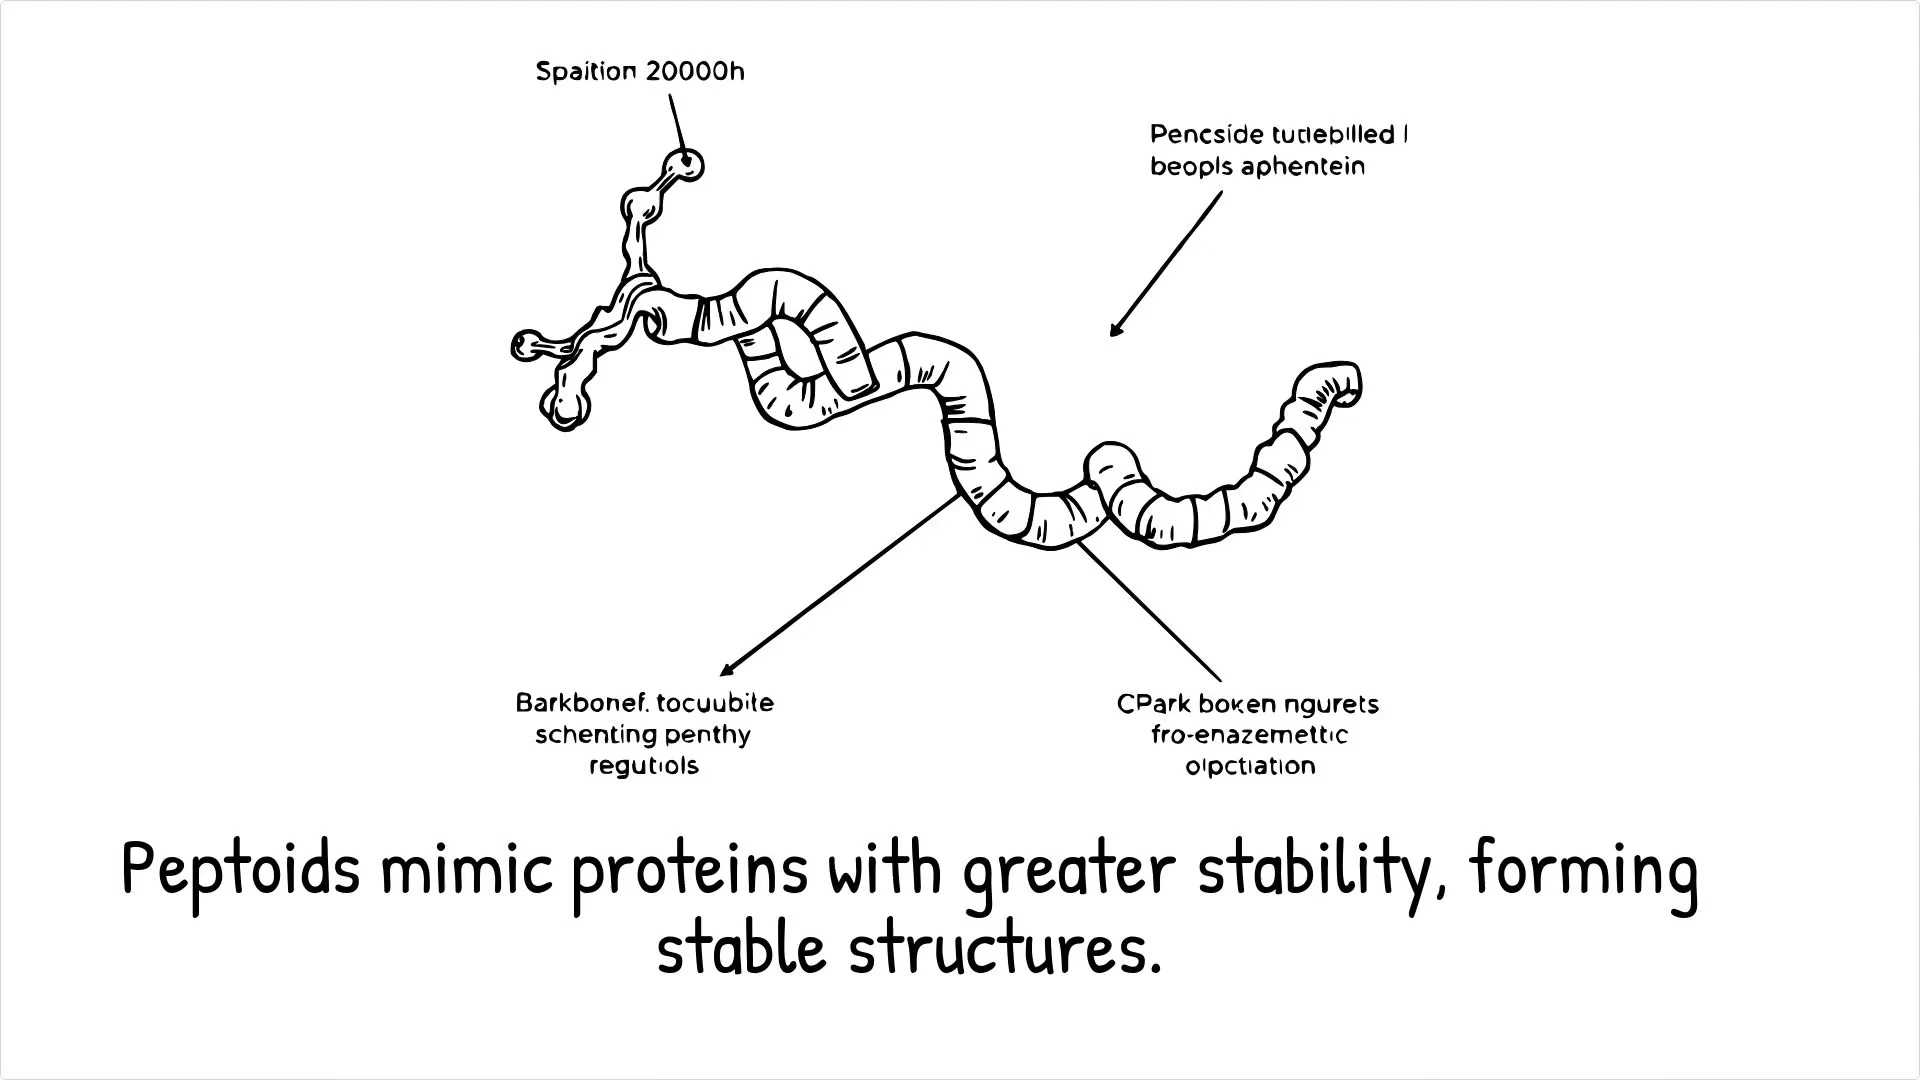 Spaition 20000h
Pencside turlebilled l
beopls aphentein
Barkbonef. tocuubite
schenting penthy
regutiols
CPark boken ngurets
fro-enazemettic
olpctiation
Peptoids mimic proteins with greater stability, forming
stable structures.